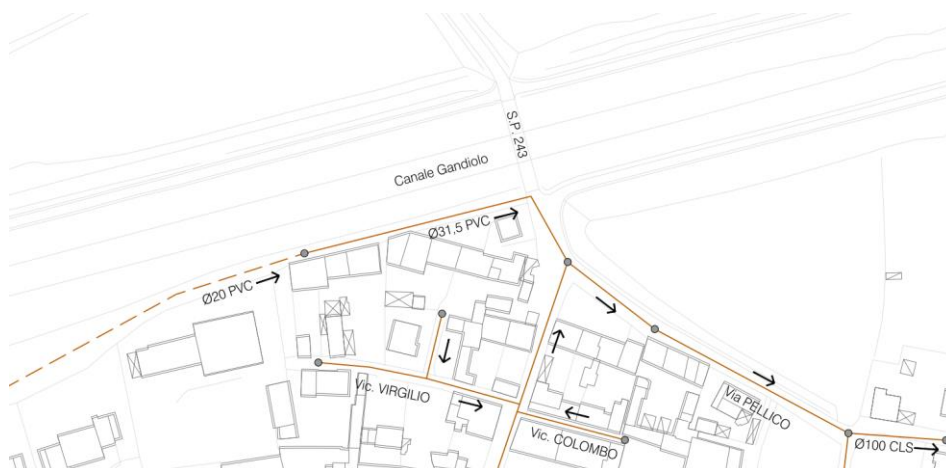 S.P. 243
Canale Gandiolo
Ø31,5 PVC
Ø20 PVC
Vic. VIRGILIO
Via PELLICO
Vic. COLOMBO
Ø100 CLS